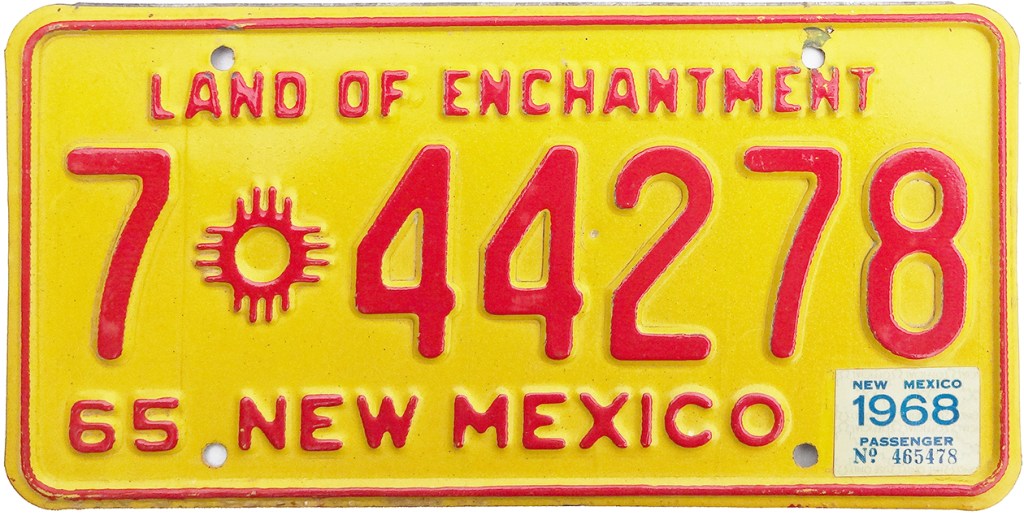 LAND OF ENCHANTMENT
7 44278
65 NEW MEXICO
NEW MEXICO
1968
PASSENGER
Nº 465478